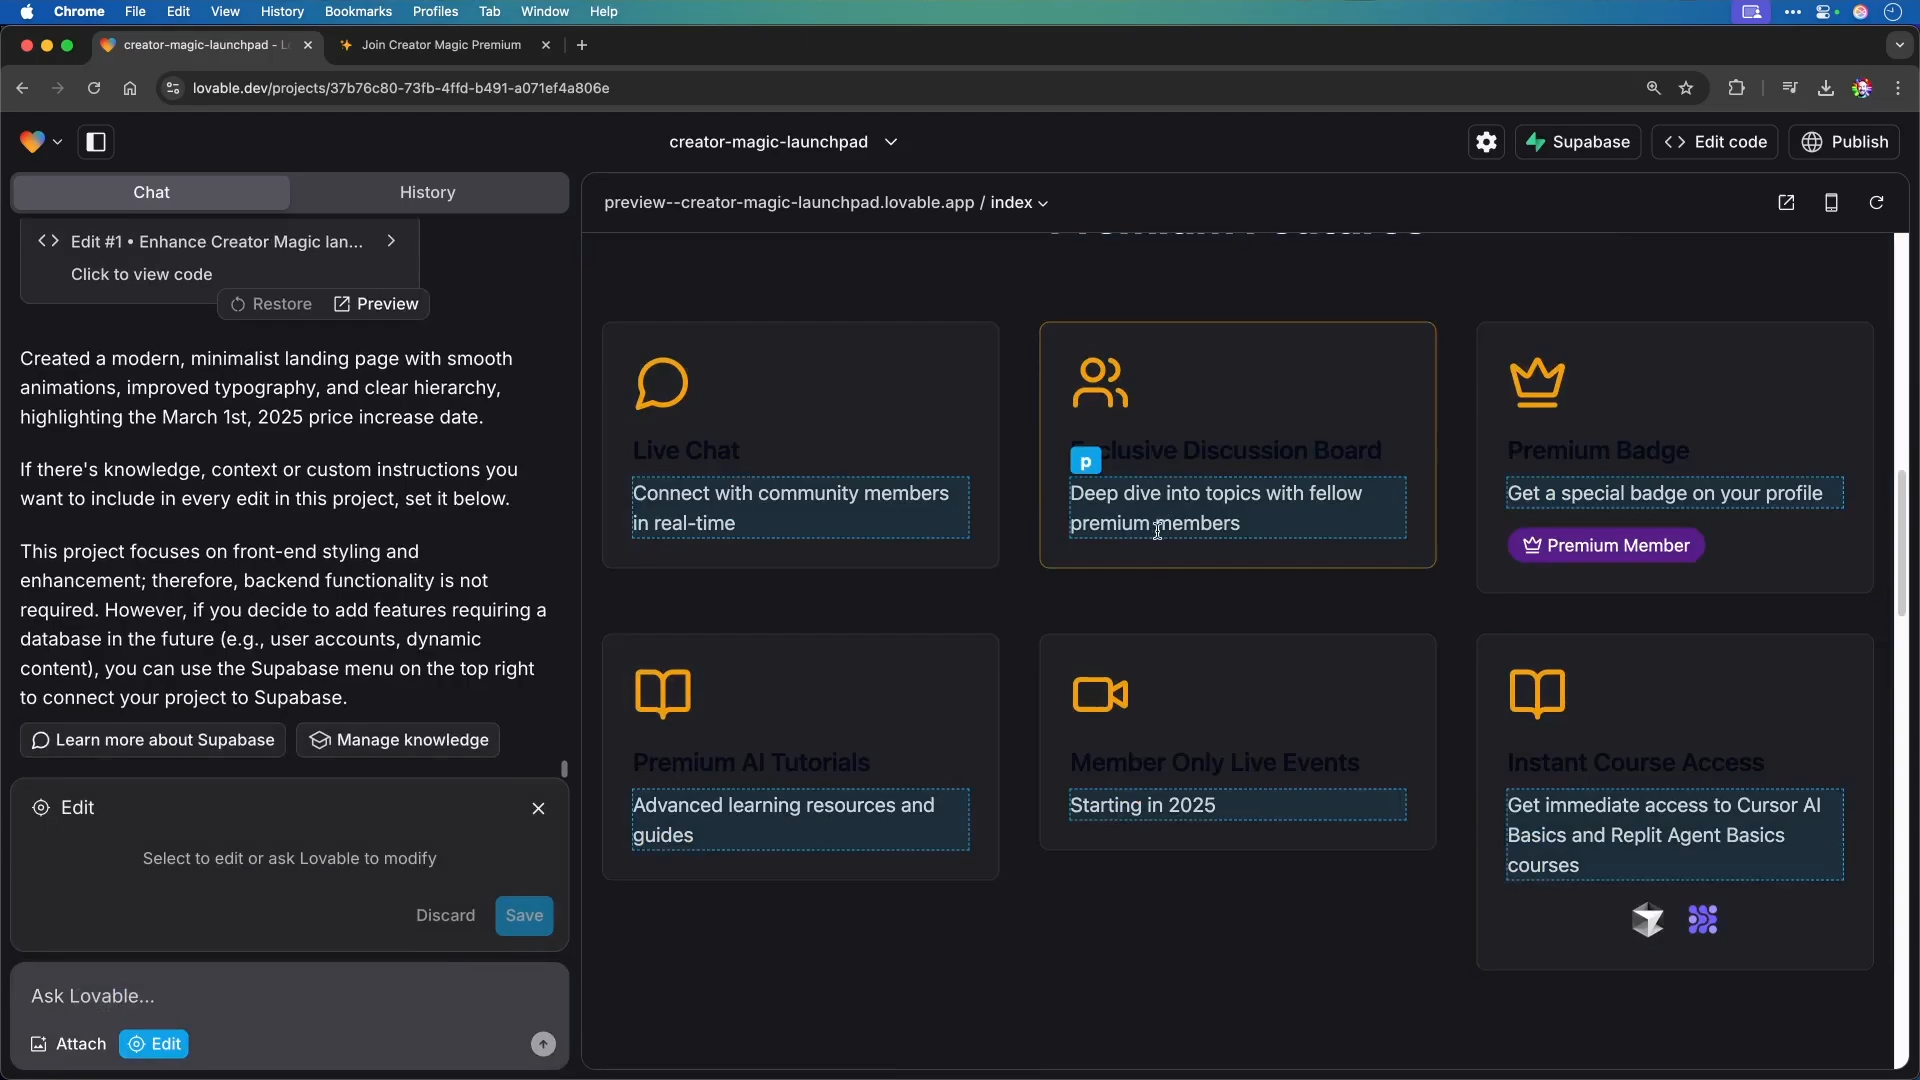 Chrome File Edit View History Bookmarks Profiles Tab Window Help
creator-magic-launchpad - L
Join Creator Magic Premium
lovable.dev/projects/37b76c80-73fb-4ffd-b491-a071ef4a806e
creator-magic-launchpad
Supabase
Edit code
Publish
Chat
History
Edit #1 • Enhance Creator Magic lan...
Click to view code
Restore
Preview
Created a modern, minimalist landing page with smooth
animations, improved typography, and clear hierarchy,
highlighting the March 1st, 2025 price increase date.
If there's knowledge, context or custom instructions you
want to include in every edit in this project, set it below.
This project focuses on front-end styling and
enhancement; therefore, backend functionality is not
required. However, if you decide to add features requiring a
database in the future (e.g., user accounts, dynamic
content), you can use the Supabase menu on the top right
to connect your project to Supabase.
Learn more about Supabase
Manage knowledge
Edit
Select to edit or ask Lovable to modify
Discard
Save
Ask Lovable...
Attach
Edit
preview--creator-magic-launchpad.lovable.app / index
Live Chat
Connect with community members
in real-time
Exclusive Discussion Board
p
Deep dive into topics with fellow
premium members
Premium Badge
Get a special badge on your profile
Premium Member
Premium AI Tutorials
Advanced learning resources and
guides
Member Only Live Events
Starting in 2025
Instant Course Access
Get immediate access to Cursor AI
Basics and Replit Agent Basics
courses